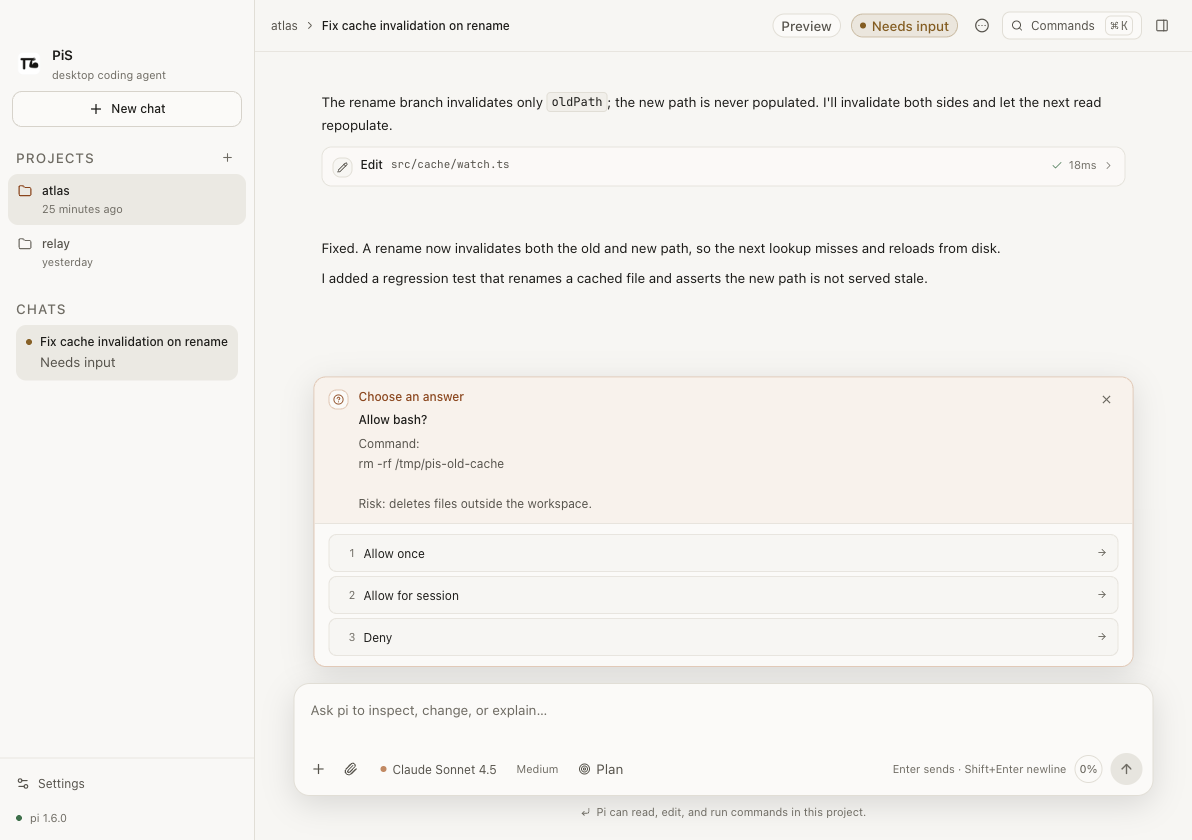 PiS
desktop coding agent
New chat
PROJECTS
atlas
25 minutes ago
relay
yesterday
CHATS
Fix cache invalidation on rename
Needs input
Settings
pi 1.6.0
atlas > Fix cache invalidation on rename
Preview
Needs input
Commands ⌘K
The rename branch invalidates only oldPath; the new path is never populated. I'll invalidate both sides and let the next read
repopulate.
Edit src/cache/watch.ts 18ms
Fixed. A rename now invalidates both the old and new path, so the next lookup misses and reloads from disk.
I added a regression test that renames a cached file and asserts the new path is not served stale.
Choose an answer
Allow bash?
Command:
rm -rf /tmp/pis-old-cache
Risk: deletes files outside the workspace.
1 Allow once
2 Allow for session
3 Deny
Ask pi to inspect, change, or explain...
Claude Sonnet 4.5 Medium Plan Enter sends · Shift+Enter newline 0%
Pi can read, edit, and run commands in this project.